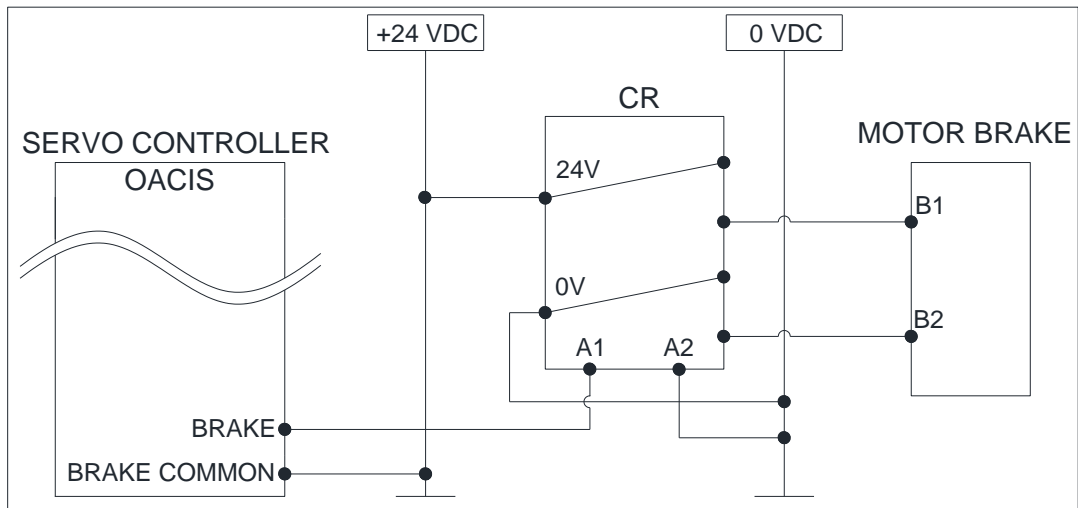 +24 VDC
0 VDC
CR
SERVO CONTROLLER
OACIS
MOTOR BRAKE
24V
B1
0V
B2
A1
A2
BRAKE
BRAKE COMMON